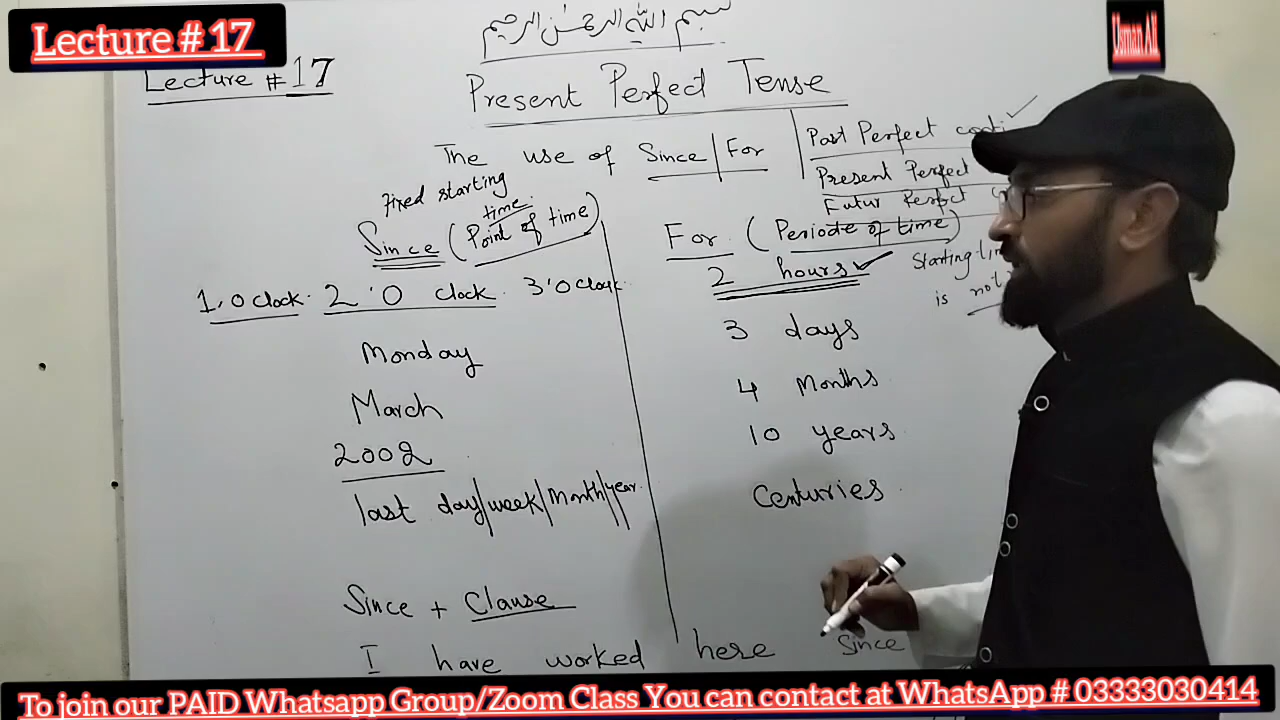 Lecture # 17
Usman Ali
بسم اللہ الرحمٰن الرحیم
Lecture # 17
Present Perfect Tense
The use of Since/For
Past Perfect conti
Present Perfect
Futur Perfect
fixed starting
time.
Since (Point of time)
For (Periode of time)
Starting
is not
1.O clock. 2'O clock. 3'O clock.
2 hours
Monday
3 days
March
4 Months
2002
10 years
last day/week/Month/year.
Centuries
Since + Clause
I have worked here since
To join our PAID Whatsapp Group/Zoom Class You can contact at WhatsApp # 03333030414